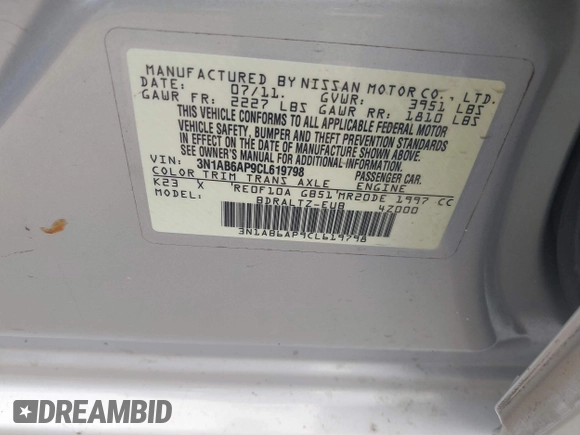 MANUFACTURED BY NISSAN MOTOR CO., LTD.
DATE: 07/11. GVWR: 3951 LBS
GAWR FR: 2227 LBS GAWR RR: 1810 LBS
THIS VEHICLE CONFORMS TO ALL APPLICABLE FEDERAL MOTOR
VEHICLE SAFETY, BUMPER AND THEFT PREVENTION
STANDARDS IN EFFECT ON THE DATE OF MANUFACTURE SHOWN
ABOVE. SEE OWNER'S MANUAL FOR ADDITIONAL INFORMATION.
VIN: 3N1AB6AP9CL619798 PASSENGER CAR.
COLOR TRIM TRANS AXLE ENGINE
K23 X RE0F10A GB51 MR20DE 1997 CC
MODEL: BDRALTZ-EUB 4Z000
3N1AB6AP9CL619798
DREAMBID